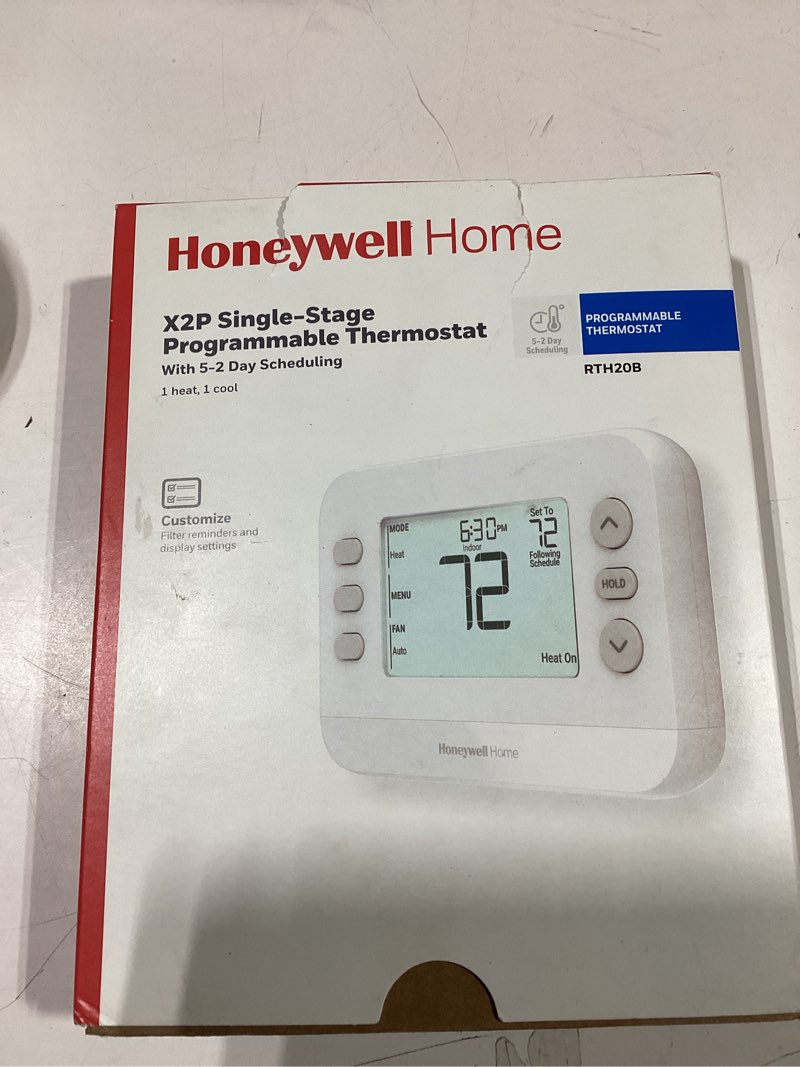 Honeywell Home
X2P Single-Stage
Programmable Thermostat
With 5-2 Day Scheduling
1 heat, 1 cool
5-2 Day
Scheduling
PROGRAMMABLE
THERMOSTAT
RTH20B
Customize
Filter reminders and
display settings
MODE
Heat
MENU
FAN
Auto
6:30 PM
Indoor
72
Set To
72
Following
Schedule
Heat On
HOLD
Honeywell Home